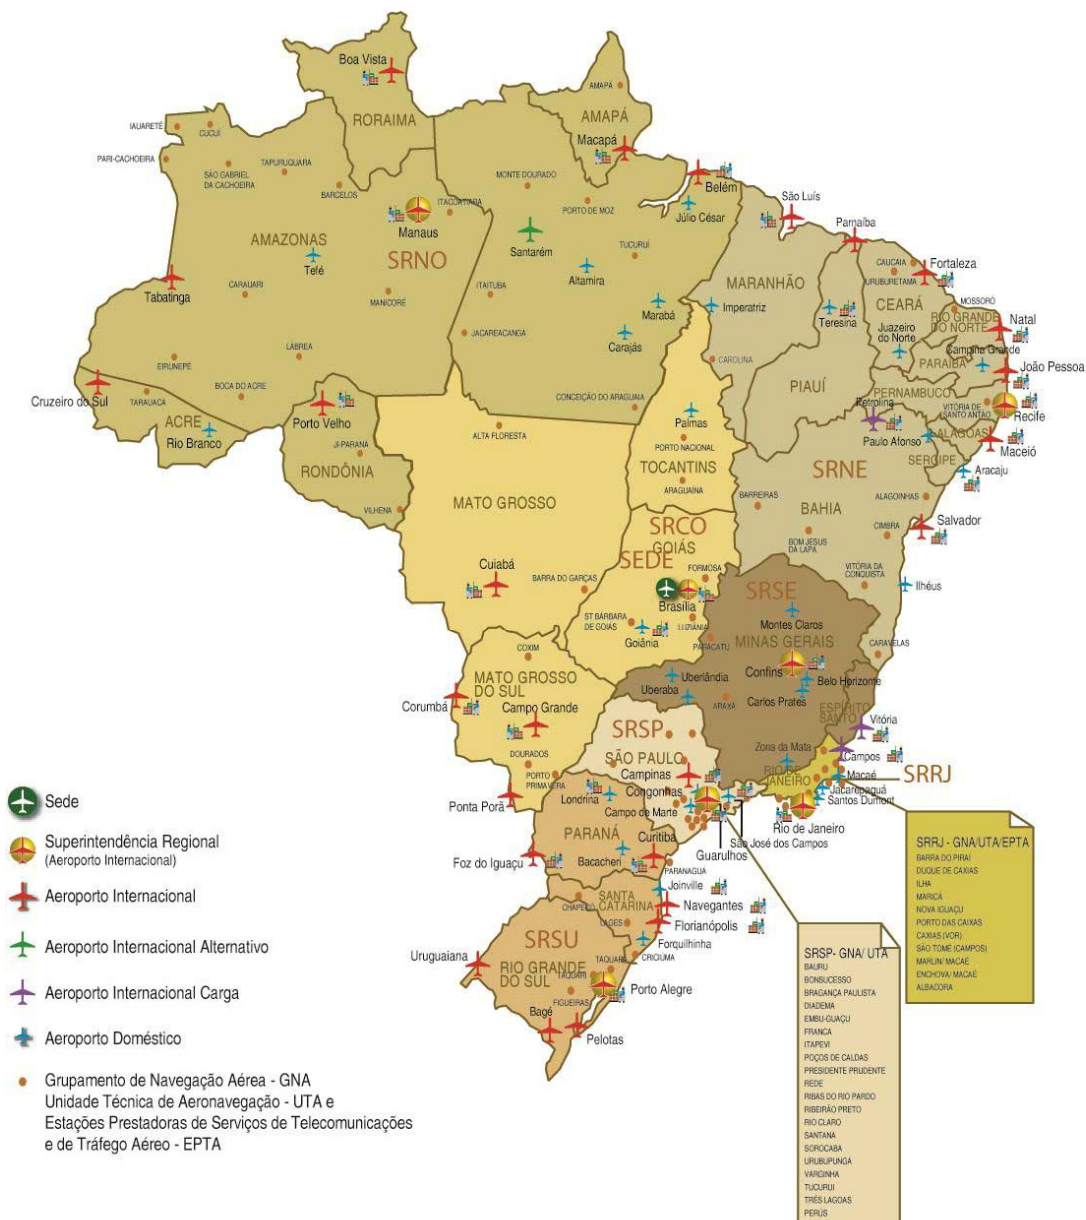 Boa Vista
RORAIMA
AMAPÁ
AMAPÁ
Macapá
IAUARETÉ
CUCUÍ
PARI-CACHOEIRA
SÃO GABRIEL
DA CACHOEIRA
TAPURUQUARA
BARCELOS
ITACOATIARA
Manaus
AMAZONAS
SRNO
Tefé
Tabatinga
CARAUARI
MANICORÉ
LÁBREA
EIRUNEPÉ
BOCA DO ACRE
MONTE DOURADO
PORTO DE MOZ
Santarém
Altamira
TUCURUÍ
ITAITUBA
JACAREACANGA
Marabá
Carajás
CONCEIÇÃO DO ARAGUAIA
Belém
Júlio César
São Luís
Parnaíba
MARANHÃO
Imperatriz
CAROLINA
Teresina
PIAUÍ
CAUCAIA
URUBURETAMA
Fortaleza
CEARÁ
Juazeiro
do Norte
MOSSORÓ
RIO GRANDE
DO NORTE
Natal
Campina Grande
PARAÍBA
João Pessoa
PERNAMBUCO
VITÓRIA DE
SANTO ANTÃO
Recife
Petrolina
Paulo Afonso
ALAGOAS
Maceió
SERGIPE
Aracaju
SRNE
BAHIA
BARREIRAS
ALAGOINHAS
BOM JESUS
DA LAPA
CIMBRA
Salvador
VITÓRIA DA
CONQUISTA
Ilhéus
CARAVELAS
Cruzeiro do Sul
TARAUACÁ
ACRE
Rio Branco
Porto Velho
JI-PARANÁ
RONDÔNIA
VILHENA
ALTA FLORESTA
MATO GROSSO
Cuiabá
BARRA DO GARÇAS
Palmas
PORTO NACIONAL
TOCANTINS
ARAGUAÍNA
SRCO
GOIÁS
SEDE
FORMOSA
Brasília
ST BÁRBARA
DE GOIÁS
Goiânia
LUZIÂNIA
SRSE
Montes Claros
MINAS GERAIS
PARACATU
Confins
Belo Horizonte
Uberlândia
Uberaba
ARAXÁ
Carlos Prates
ESPÍRITO
SANTO
Vitória
Zona da Mata
Campos
COXIM
MATO GROSSO
DO SUL
Corumbá
Campo Grande
DOURADOS
PORTO
PRIMAVERA
Ponta Porã
SRSP
SÃO PAULO
Campinas
Congonhas
Campo de Marte
Guarulhos
São José dos Campos
RIO DE
JANEIRO
Macaé
SRRJ
Jacarepaguá
Santos Dumont
Rio de Janeiro
Londrina
PARANÁ
Curitiba
Bacacheri
Foz do Iguaçu
PARANAGUÁ
Joinville
SANTA
CATARINA
CHAPECÓ
Navegantes
LAGES
Florianópolis
Forquilhinha
CRICIÚMA
SRSU
Uruguaiana
RIO GRANDE
DO SUL
TAQUARI
TAQUARI
FIGUEIRAS
Porto Alegre
Bagé
Pelotas
Sede
Superintendência Regional
(Aeroporto Internacional)
Aeroporto Internacional
Aeroporto Internacional Alternativo
Aeroporto Internacional Carga
Aeroporto Doméstico
Grupamento de Navegação Aérea - GNA
Unidade Técnica de Aeronavegação - UTA e
Estações Prestadoras de Serviços de Telecomunicações
e de Tráfego Aéreo - EPTA
SRRJ - GNA/UTA/EPTA
BARRA DO PIRAÍ
DUQUE DE CAXIAS
ILHA
MARICÁ
NOVA IGUAÇU
PORTO DAS CAIXAS
CAXIAS (VOR)
SÃO TOMÉ (CAMPOS)
MARLIN/ MACAÉ
ENCHOVA/ MACAÉ
ALBACORA
SRSP- GNA/ UTA
BAURU
BONSUCESSO
BRAGANÇA PAULISTA
DIADEMA
EMBU-GUAÇU
FRANCA
ITAPEVI
POÇOS DE CALDAS
PRESIDENTE PRUDENTE
REDE
RIBAS DO RIO PARDO
RIBEIRÃO PRETO
RIO CLARO
SANTANA
SOROCABA
URUBUPUNGÁ
VARGINHA
TUCURUI
TRÊS LAGOAS
PERÚS